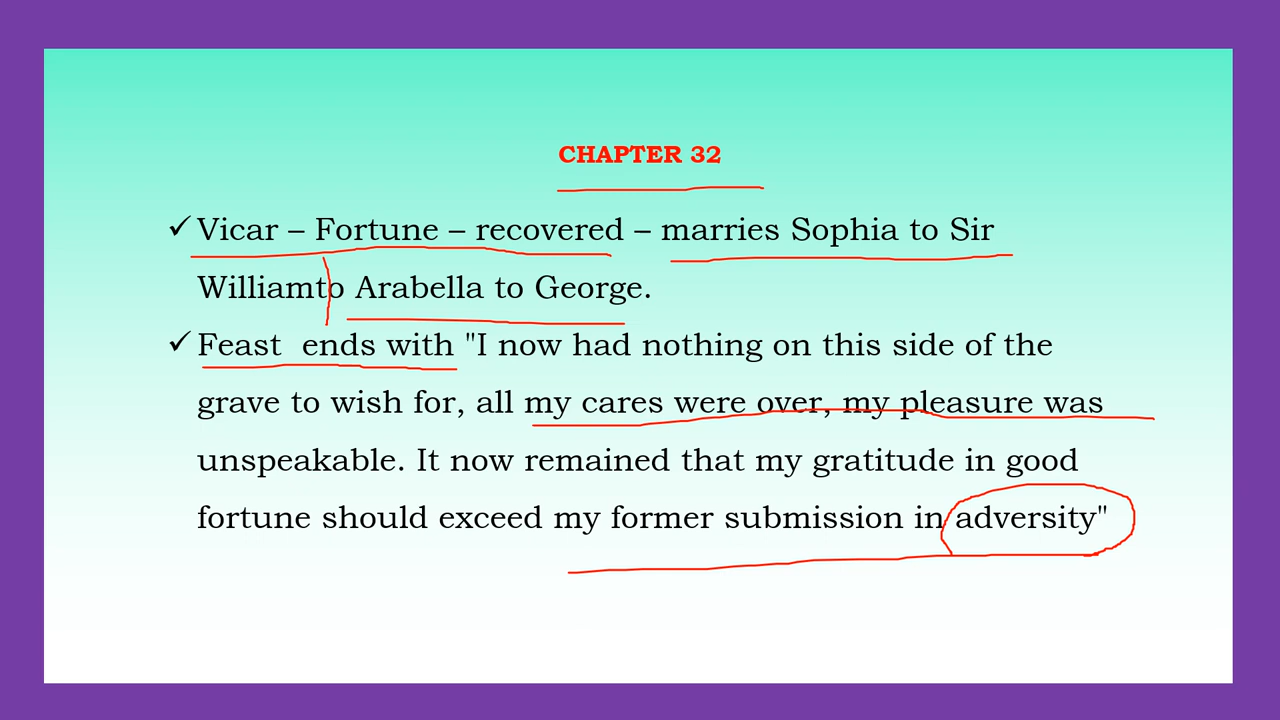 CHAPTER 32
✓ Vicar – Fortune – recovered – marries Sophia to Sir
Williamto Arabella to George.
✓ Feast ends with "I now had nothing on this side of the
grave to wish for, all my cares were over, my pleasure was
unspeakable. It now remained that my gratitude in good
fortune should exceed my former submission in adversity"